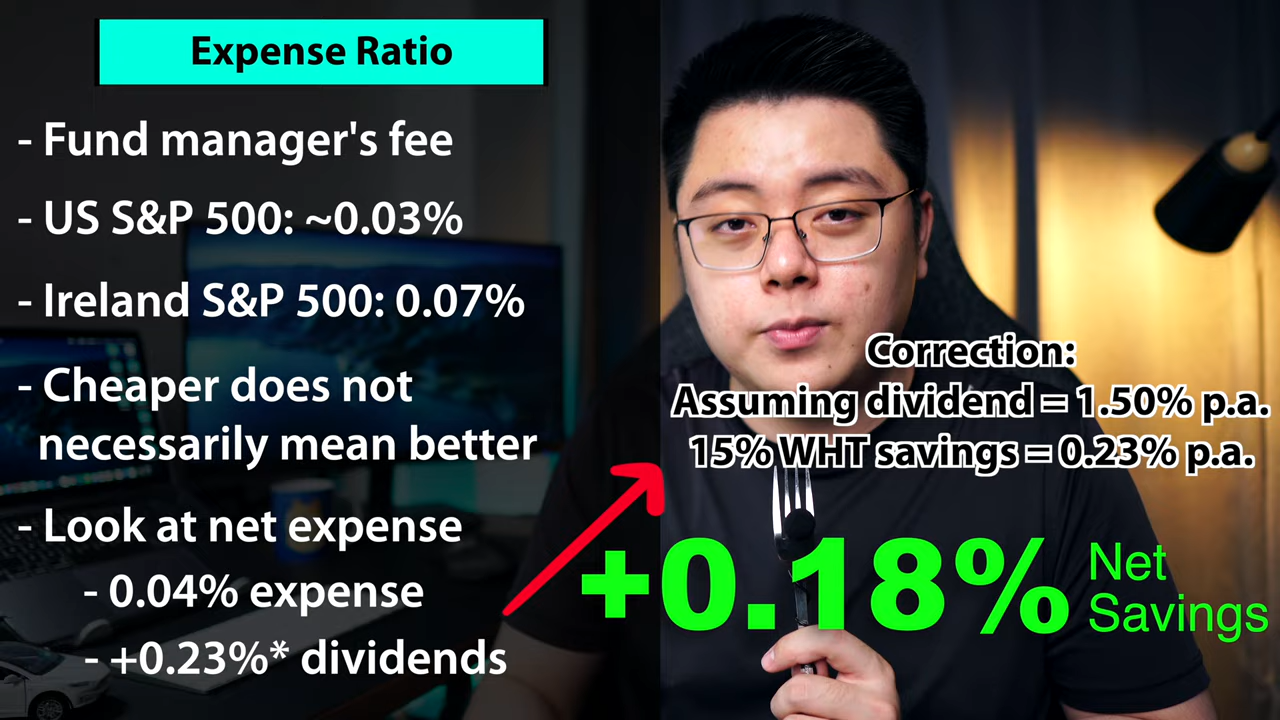 Expense Ratio
- Fund manager's fee
- US S&P 500: ~0.03%
- Ireland S&P 500: 0.07%
- Cheaper does not
necessarily mean better
- Look at net expense
- 0.04% expense
- +0.23%* dividends
Correction:
Assuming dividend = 1.50% p.a.
15% WHT savings = 0.23% p.a.
+0.18%
Net
Savings